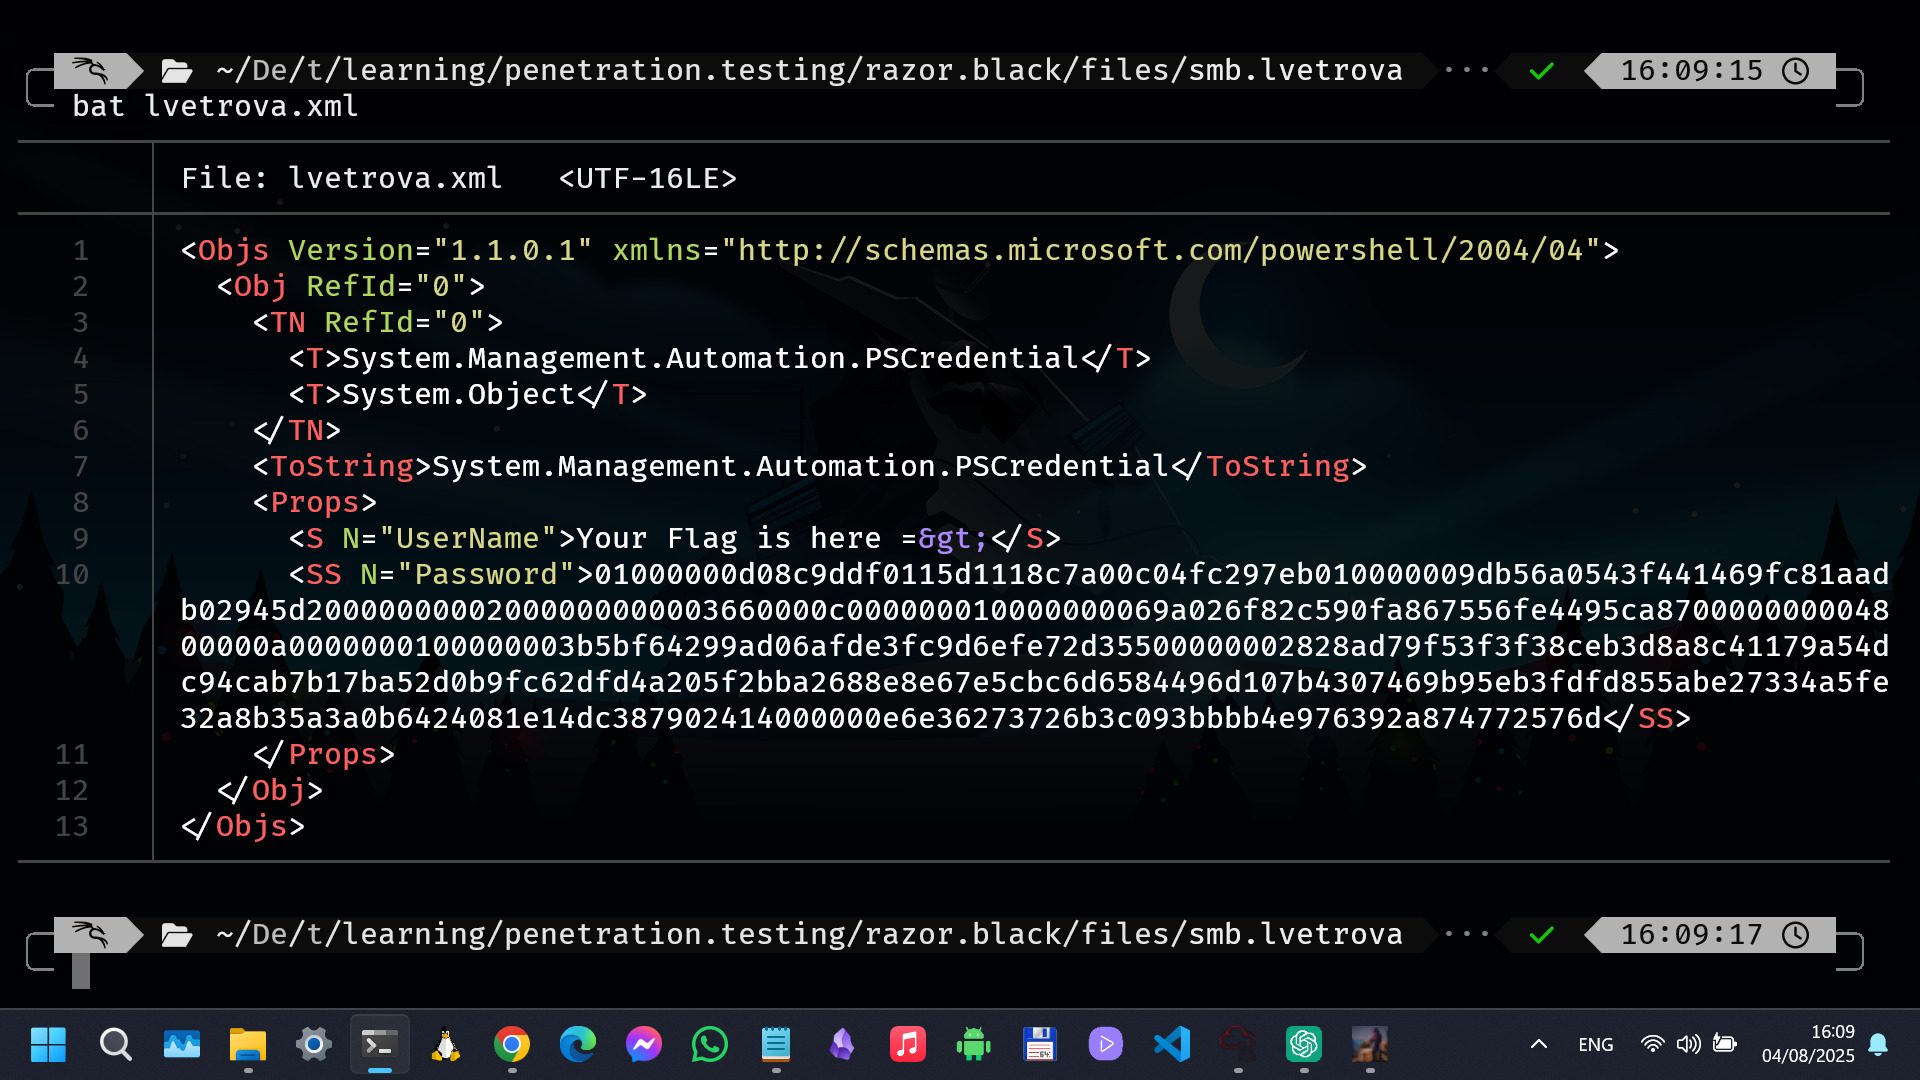 ~/De/t/learning/penetration.testing/razor.black/files/smb.lvetrova ··· ✓ 16:09:15
bat lvetrova.xml
File: lvetrova.xml <UTF-16LE>
1 <Objs Version="1.1.0.1" xmlns="http://schemas.microsoft.com/powershell/2004/04">
2 <Obj RefId="0">
3 <TN RefId="0">
4 <T>System.Management.Automation.PSCredential</T>
5 <T>System.Object</T>
6 </TN>
7 <ToString>System.Management.Automation.PSCredential</ToString>
8 <Props>
9 <S N="UserName">Your Flag is here =&gt;</S>
10 <SS N="Password">01000000d08c9ddf0115d1118c7a00c04fc297eb010000009db56a0543f441469fc81aad
b02945d20000000002000000000003660000c000000010000000069a026f82c590fa867556fe4495ca870000000004800000a0000000100000003b5bf64299ad06afde3fc9d6efe72d35500000002828ad79f53f3f38ceb3d8a8c41179a54d
c94cab7b17ba52d0b9fc62dfd4a205f2bba2688e8e67e5cbc6d6584496d107b4307469b95eb3fdfd855abe27334a5fe
32a8b35a3a0b6424081e14dc387902414000000e6e36273726b3c093bbbb4e976392a874772576d</SS>
11 </Props>
12 </Obj>
13 </Objs>
~/De/t/learning/penetration.testing/razor.black/files/smb.lvetrova ··· ✓ 16:09:17
ENG
16:09
04/08/2025